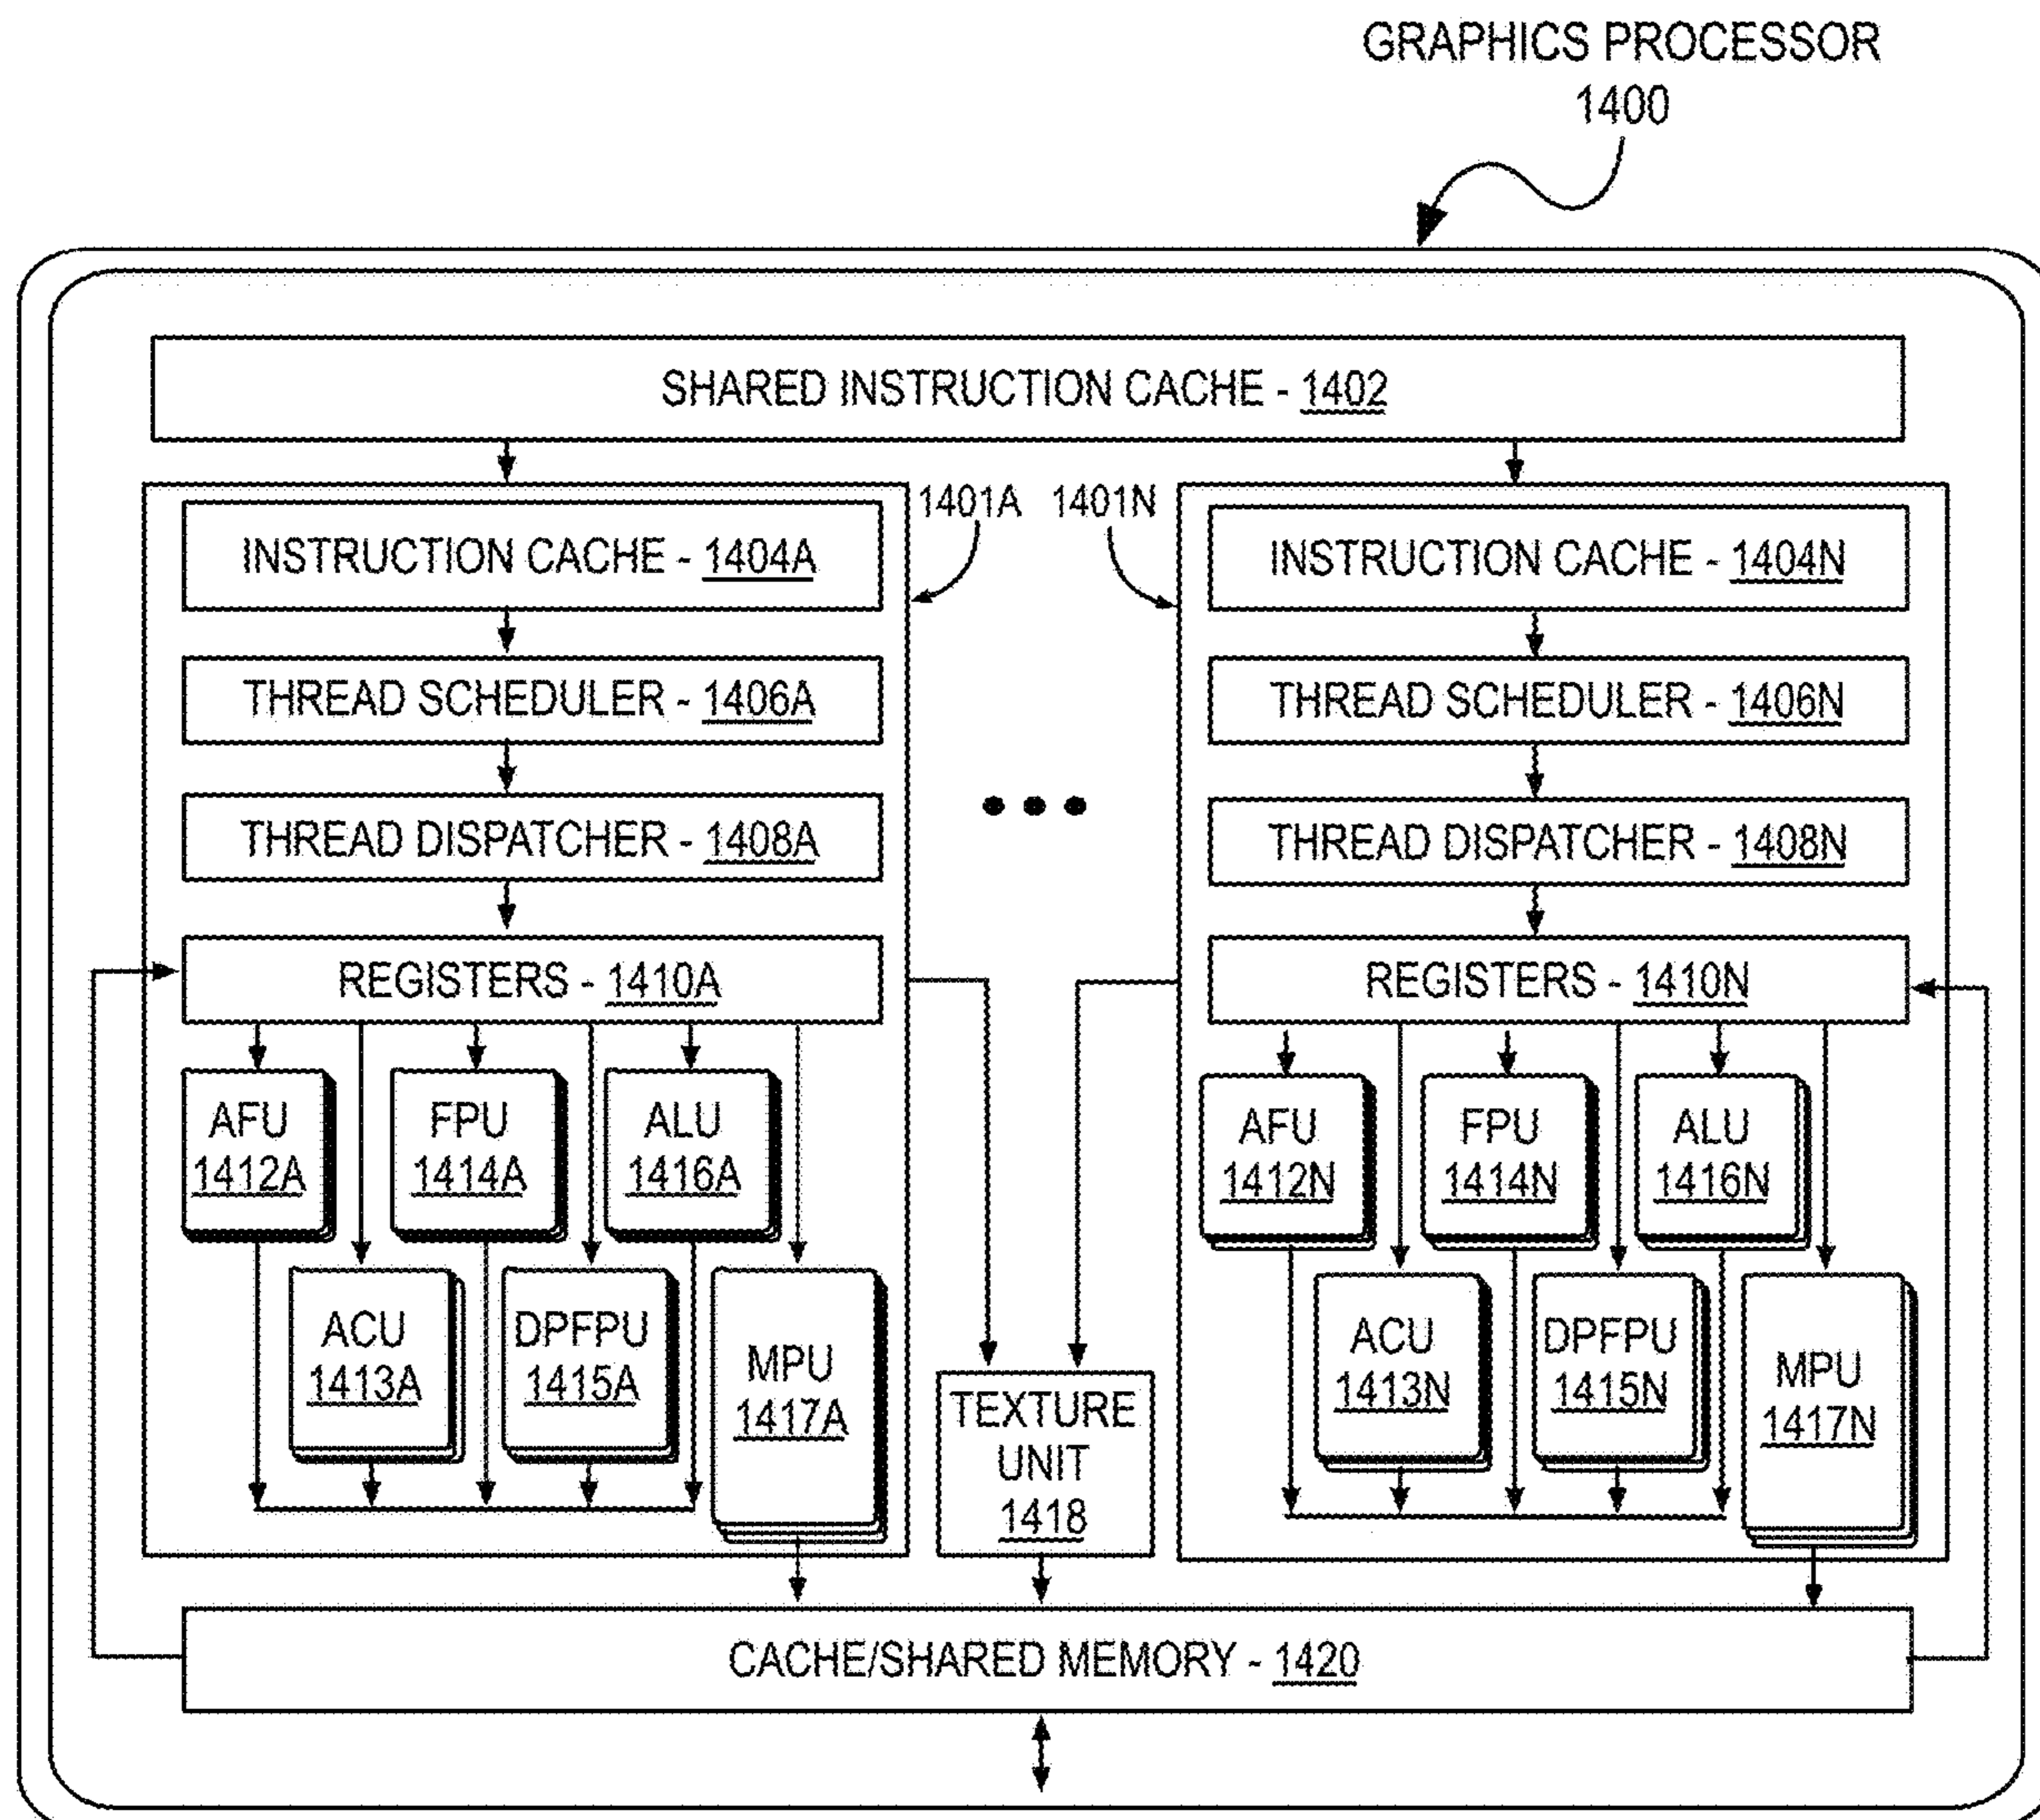 GRAPHICS PROCESSOR
1400
SHARED INSTRUCTION CACHE - 1402
1401A
1401N
INSTRUCTION CACHE - 1404A
THREAD SCHEDULER - 1406A
THREAD DISPATCHER - 1408A
REGISTERS - 1410A
AFU
1412A
FPU
1414A
ALU
1416A
ACU
1413A
DPFPU
1415A
MPU
1417A
TEXTURE
UNIT
1418
INSTRUCTION CACHE - 1404N
THREAD SCHEDULER - 1406N
THREAD DISPATCHER - 1408N
REGISTERS - 1410N
AFU
1412N
FPU
1414N
ALU
1416N
ACU
1413N
DPFPU
1415N
MPU
1417N
CACHE/SHARED MEMORY - 1420